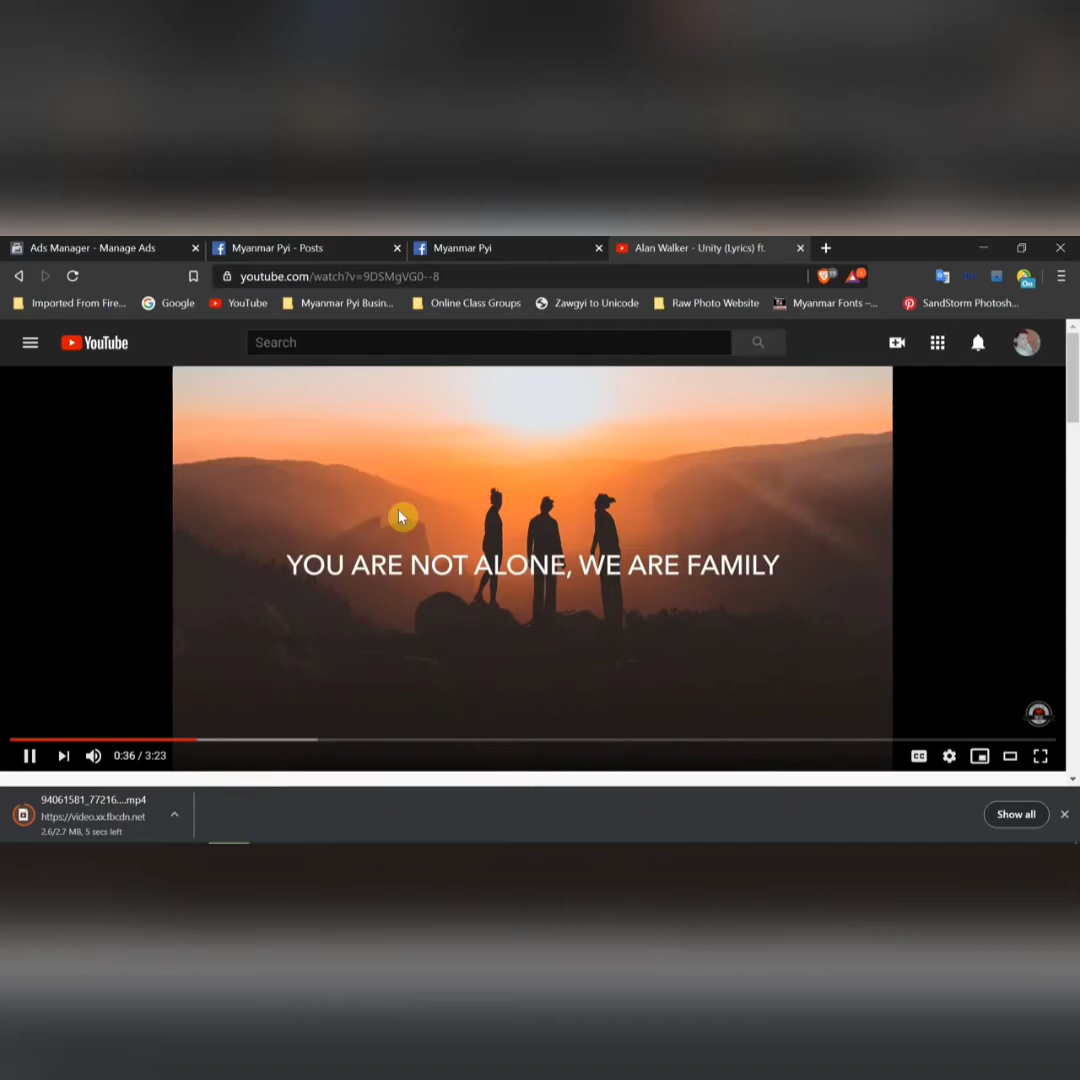 Ads Manager - Manage Ads
Myanmar Pyi - Posts
Myanmar Pyi
Alan Walker - Unity (Lyrics) ft.
youtube.com/watch?v=9DSMgVG0--8
Imported From Fire...
Google
YouTube
Myanmar Pyi Busin...
Online Class Groups
Zawgyi to Unicode
Raw Photo Website
Myanmar Fonts –...
SandStorm Photosh...
On
YouTube
Search
YOU ARE NOT ALONE, WE ARE FAMILY
0:36 / 3:23
CC
94061581_77216....mp4
https://video.xx.fbcdn.net
2.6/2.7 MB, 5 secs left
Show all